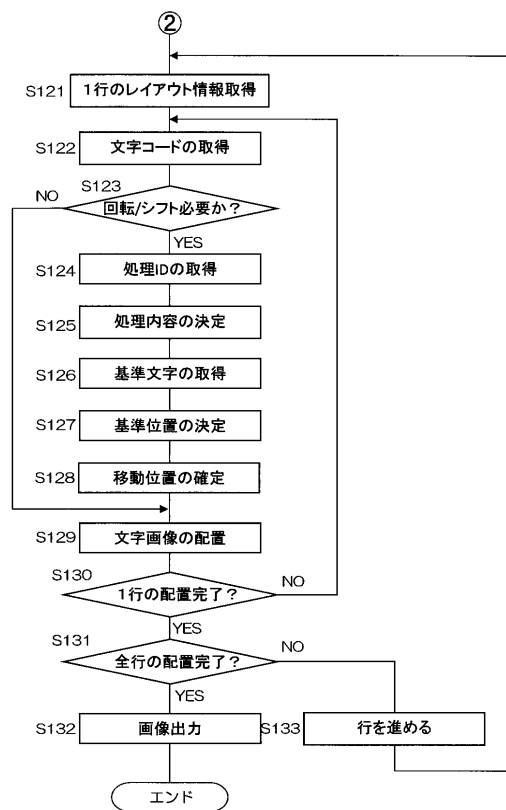 ②
S121 1行のレイアウト情報取得
S122 文字コードの取得
S123
NO 回転/シフト必要か?
YES
S124 処理IDの取得
S125 処理内容の決定
S126 基準文字の取得
S127 基準位置の決定
S128 移動位置の確定
S129 文字画像の配置
S130
1行の配置完了? NO
YES
S131
全行の配置完了? NO
YES
S132 画像出力 S133 行を進める
エンド